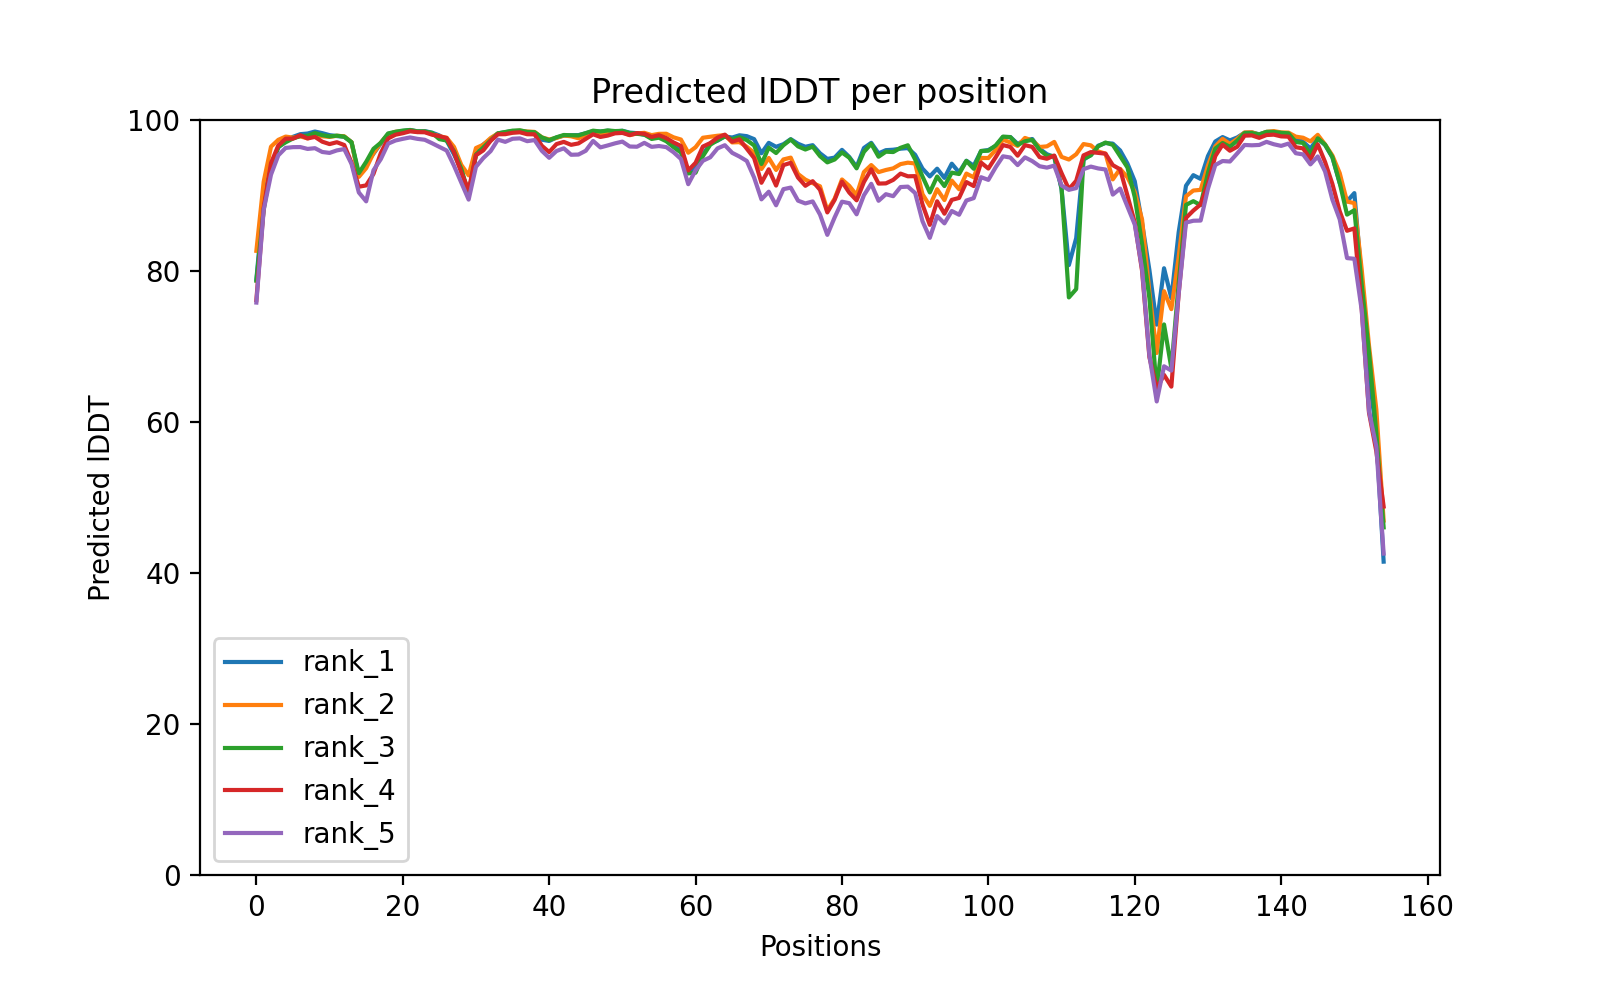 Predicted lDDT per position
100
80
60
40
20
0
Predicted lDDT
rank_1
rank_2
rank_3
rank_4
rank_5
0 20 40 60 80 100 120 140 160
Positions